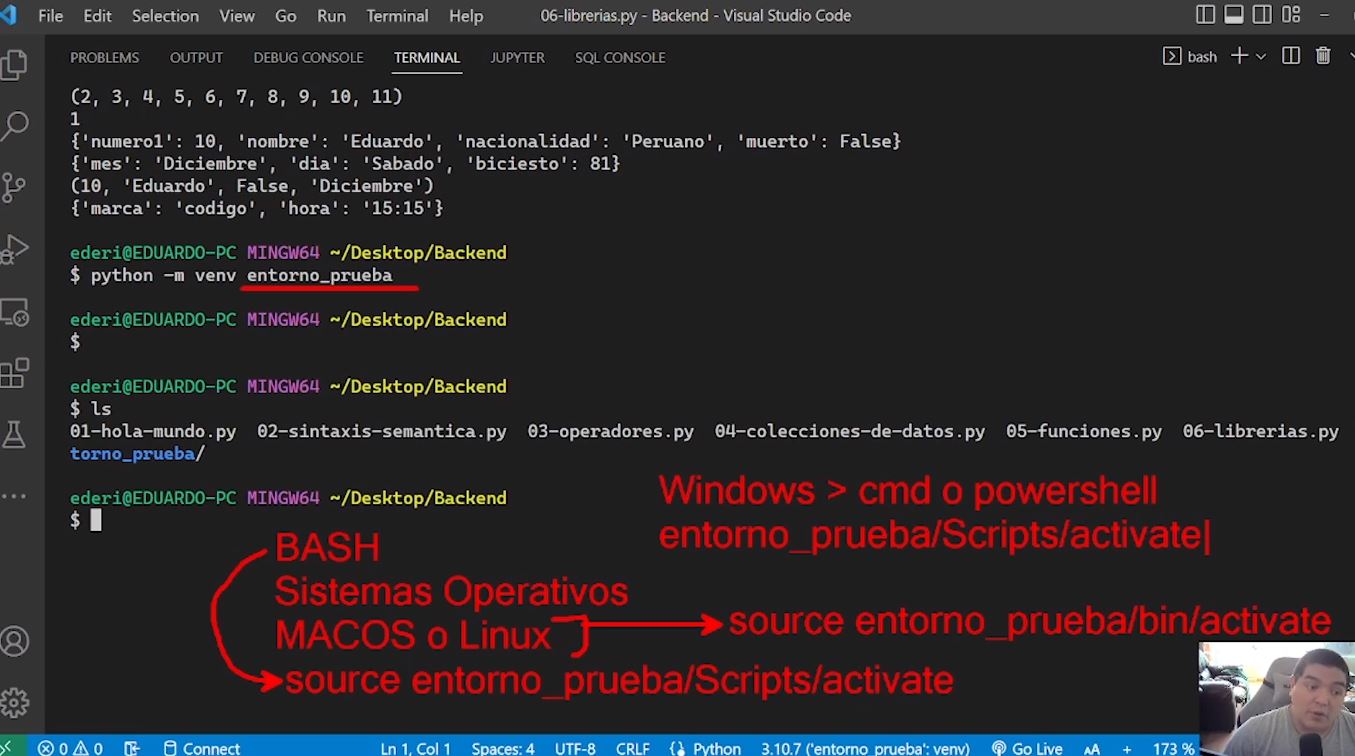 File Edit Selection View Go Run Terminal Help 06-librerias.py - Backend - Visual Studio Code
PROBLEMS OUTPUT DEBUG CONSOLE TERMINAL JUPYTER SQL CONSOLE bash
(2, 3, 4, 5, 6, 7, 8, 9, 10, 11)
1
{'numero1': 10, 'nombre': 'Eduardo', 'nacionalidad': 'Peruano', 'muerto': False}
{'mes': 'Diciembre', 'dia': 'Sabado', 'biciesto': 81}
(10, 'Eduardo', False, 'Diciembre')
{'marca': 'codigo', 'hora': '15:15'}
ederi@EDUARDO-PC MINGW64 ~/Desktop/Backend
$ python -m venv entorno_prueba
ederi@EDUARDO-PC MINGW64 ~/Desktop/Backend
$
ederi@EDUARDO-PC MINGW64 ~/Desktop/Backend
$ ls
01-hola-mundo.py 02-sintaxis-semantica.py 03-operadores.py 04-colecciones-de-datos.py 05-funciones.py 06-librerias.py
torno_prueba/
ederi@EDUARDO-PC MINGW64 ~/Desktop/Backend
$
Windows > cmd o powershell
entorno_prueba/Scripts/activate|
BASH
Sistemas Operativos
MACOS o Linux
source entorno_prueba/bin/activate
source entorno_prueba/Scripts/activate
0 0 Connect Ln 1, Col 1 Spaces: 4 UTF-8 CRLF Python 3.10.7 ('entorno_prueba': venv) Go Live AA + 173 %